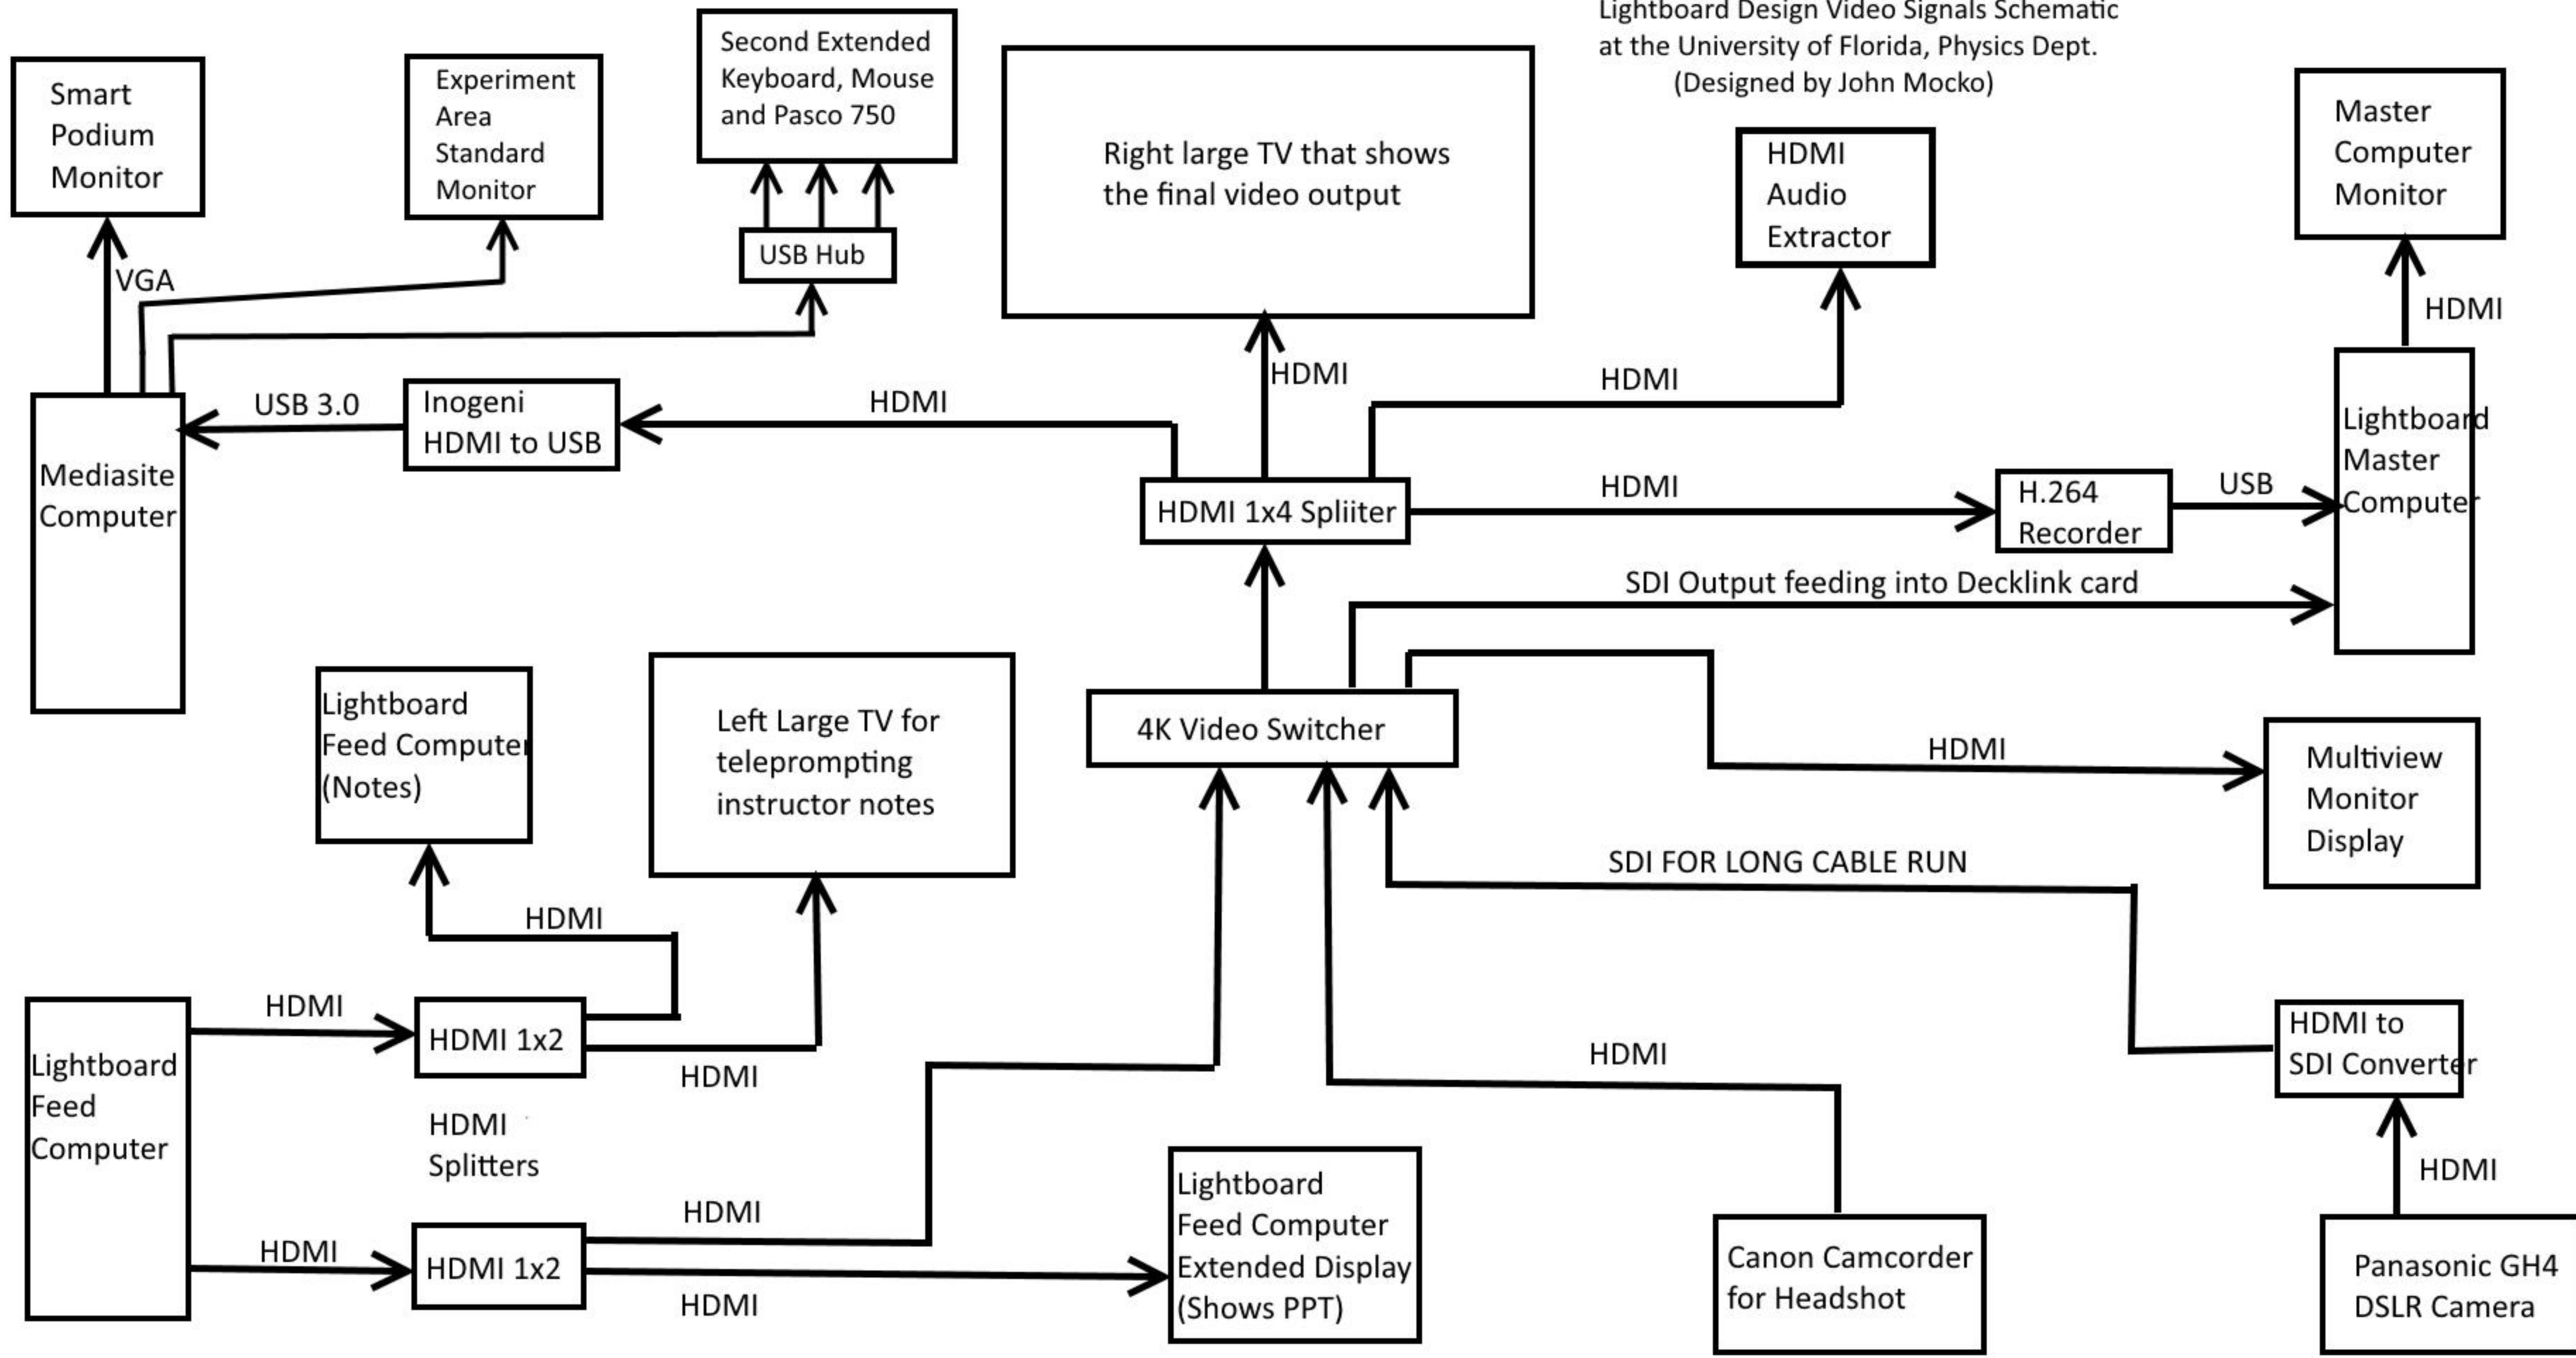 Lightboard Design Video Signals Schematic
at the University of Florida, Physics Dept.
(Designed by John Mocko)
Smart
Podium
Monitor
Experiment
Area
Standard
Monitor
Second Extended
Keyboard, Mouse
and Pasco 750
USB Hub
Right large TV that shows
the final video output
HDMI
Audio
Extractor
Master
Computer
Monitor
VGA
HDMI
HDMI
HDMI
HDMI
USB 3.0
Inogeni
HDMI to USB
Mediasite
Computer
HDMI 1x4 Spliiter
HDMI
H.264
Recorder
USB
Lightboard
Master
Computer
SDI Output feeding into Decklink card
Lightboard
Feed Computer
(Notes)
Left Large TV for
teleprompting
instructor notes
4K Video Switcher
HDMI
Multiview
Monitor
Display
SDI FOR LONG CABLE RUN
HDMI
HDMI
HDMI 1x2
HDMI
Lightboard
Feed
Computer
HDMI
Splitters
HDMI
HDMI to
SDI Converter
HDMI
HDMI
HDMI
HDMI 1x2
HDMI
Lightboard
Feed Computer
Extended Display
(Shows PPT)
Canon Camcorder
for Headshot
Panasonic GH4
DSLR Camera